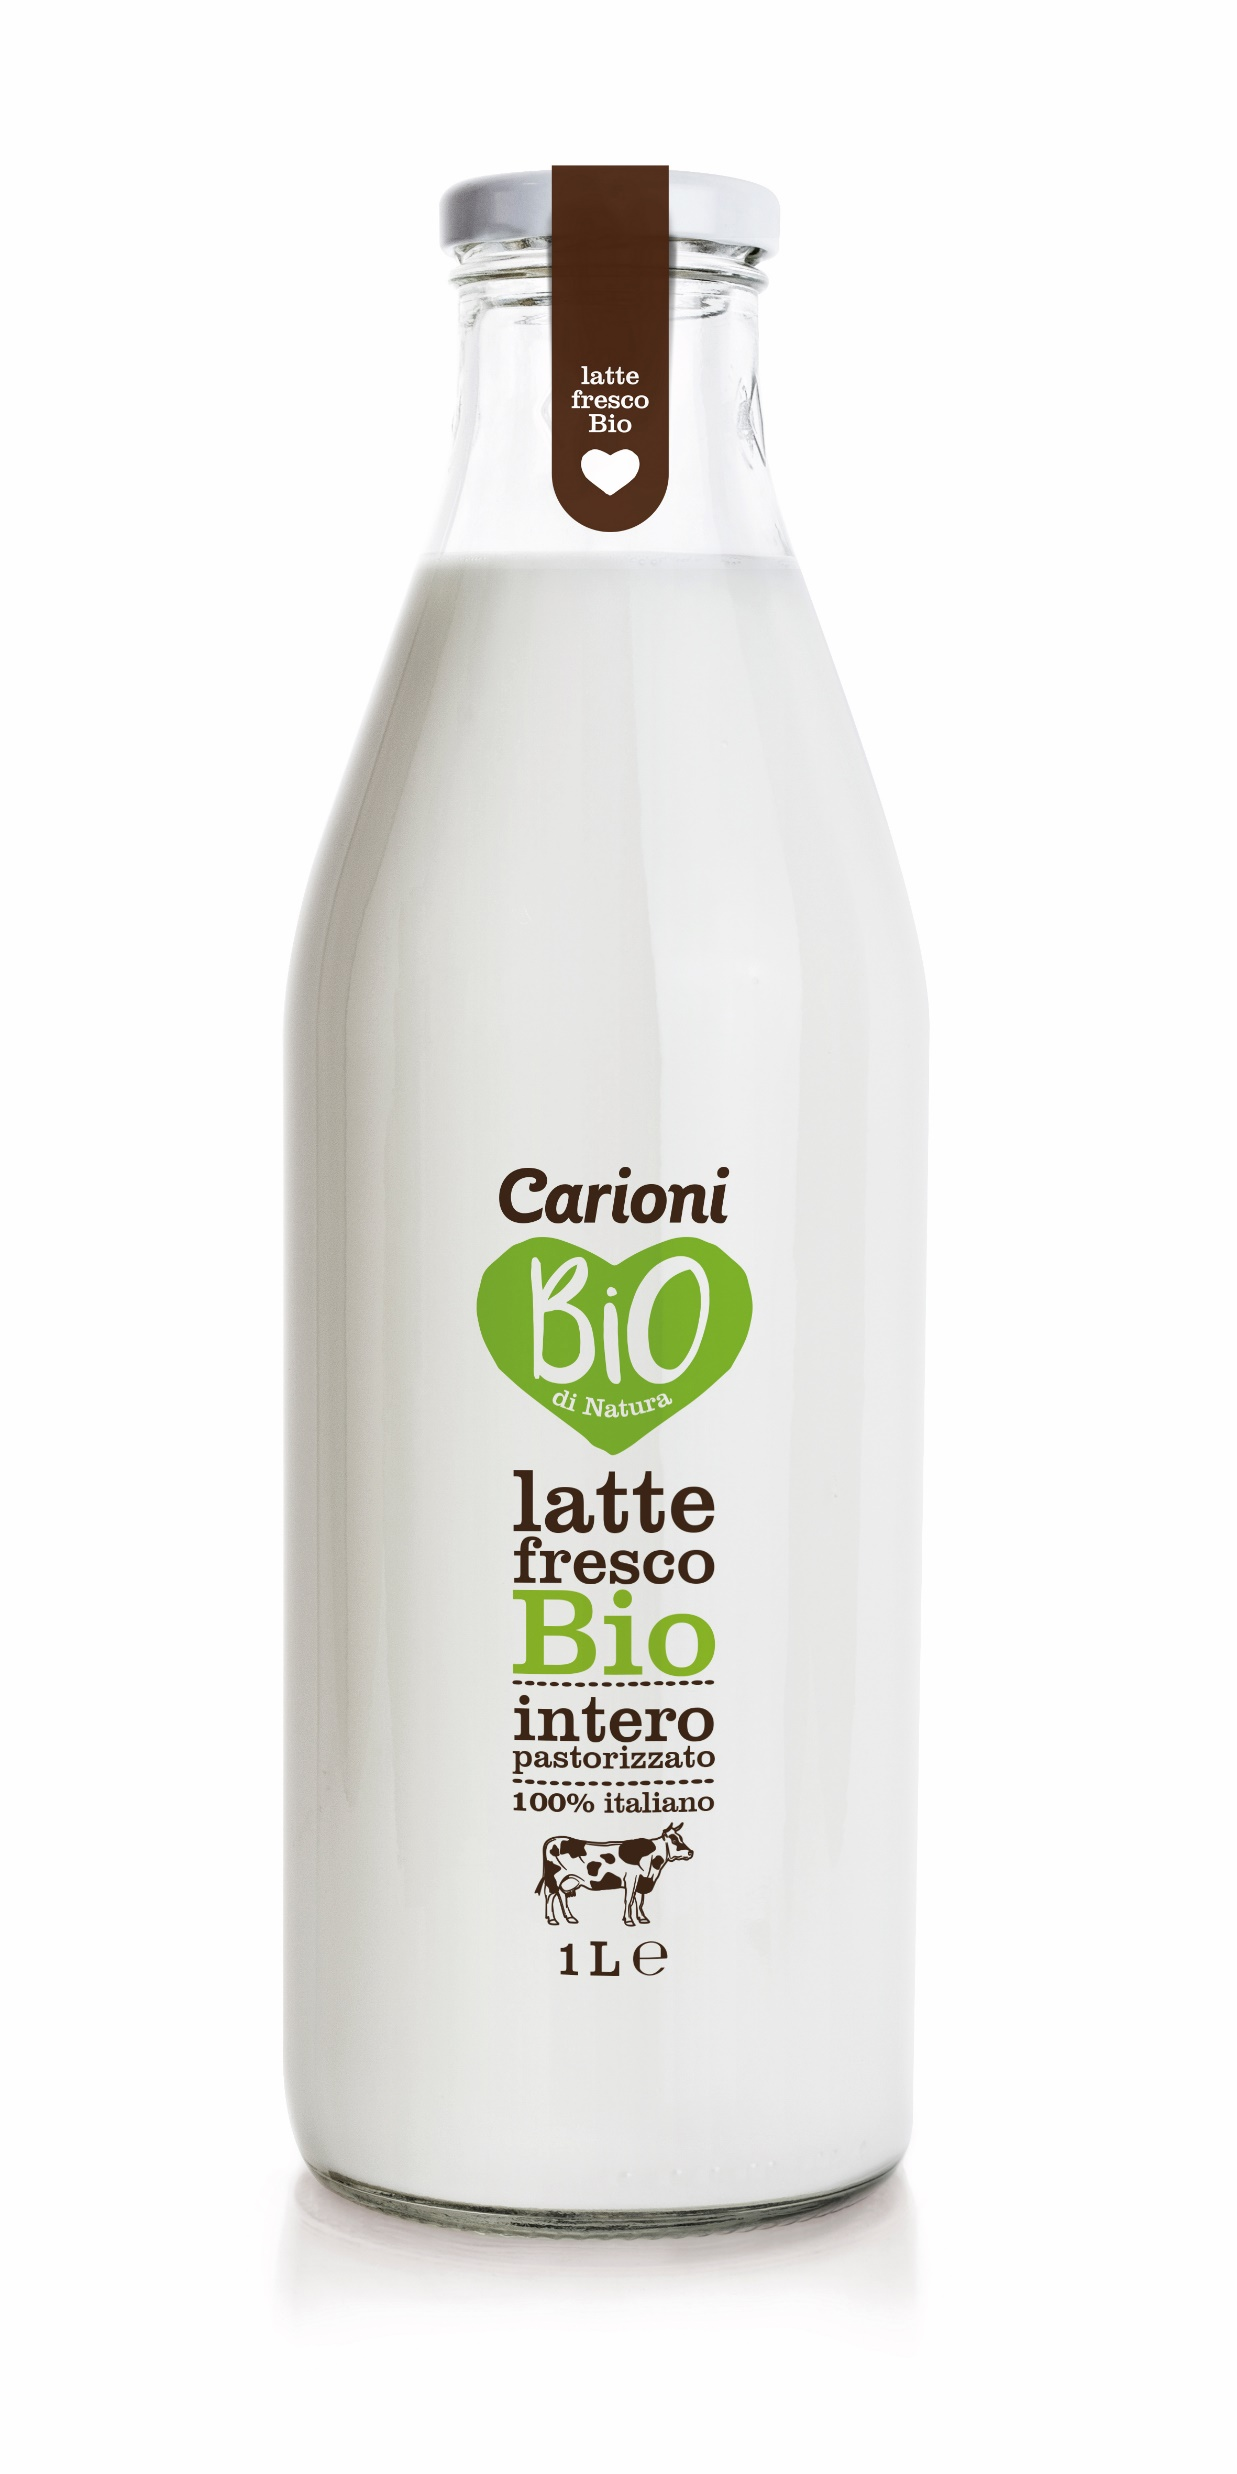 latte
fresco
Bio
Carioni
BiO
di Natura
latte
fresco
Bio
intero
pastorizzato
100% italiano
1 L ℮